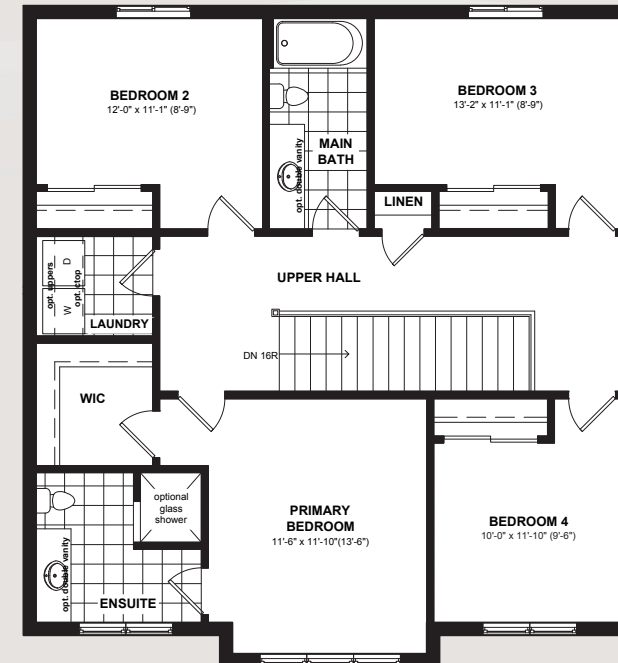 BEDROOM 2
12'-0" x 11'-1" (8'-9")
BEDROOM 3
13'-2" x 11'-1" (8'-9")
MAIN
BATH
opt. double vanity
LINEN
UPPER HALL
opt. uppers
D
opt. ctop
W
LAUNDRY
DN 16R
WIC
optional
glass
shower
PRIMARY
BEDROOM
11'-6" x 11'-10"(13'-6")
BEDROOM 4
10'-0" x 11'-10" (9'-6")
opt. double vanity
ENSUITE